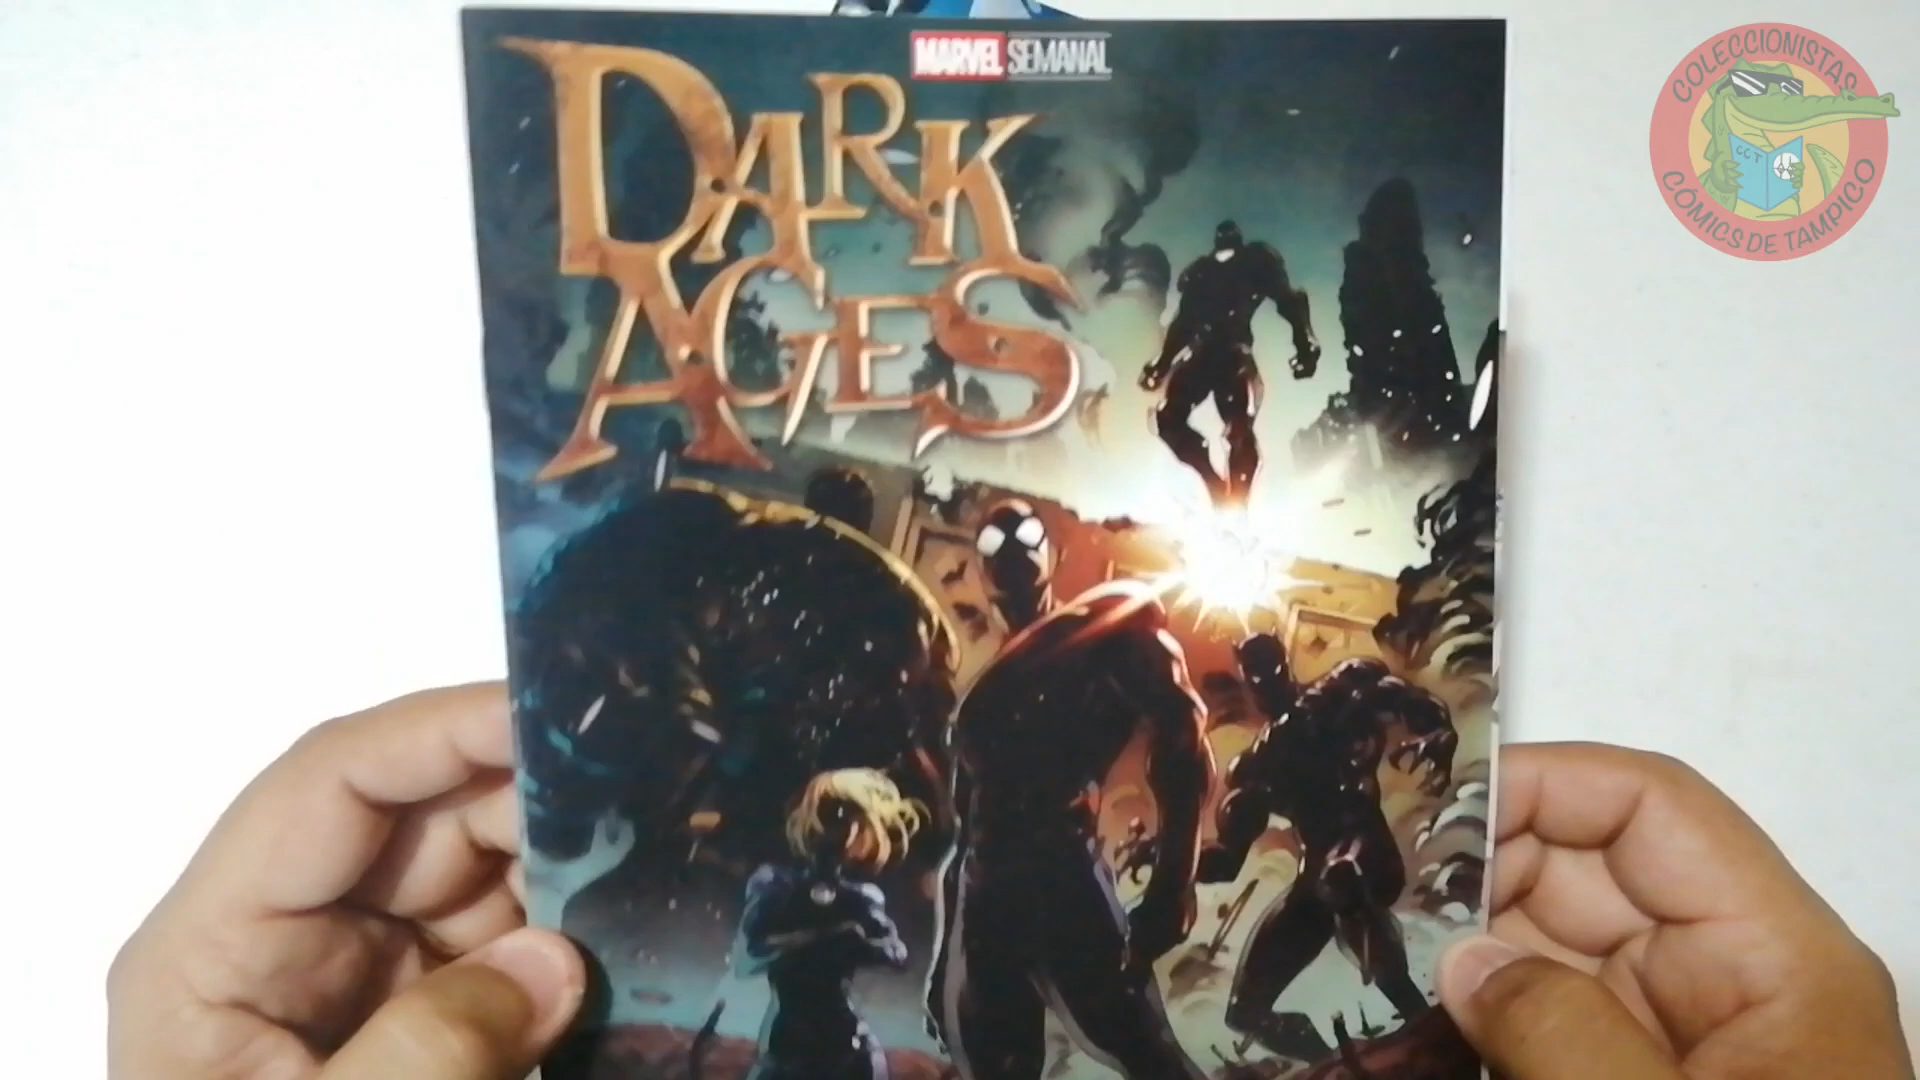 MARVEL SEMANAL
DARK
AGES
COLECCIONISTAS
CCT
CÓMICS DE TAMPICO